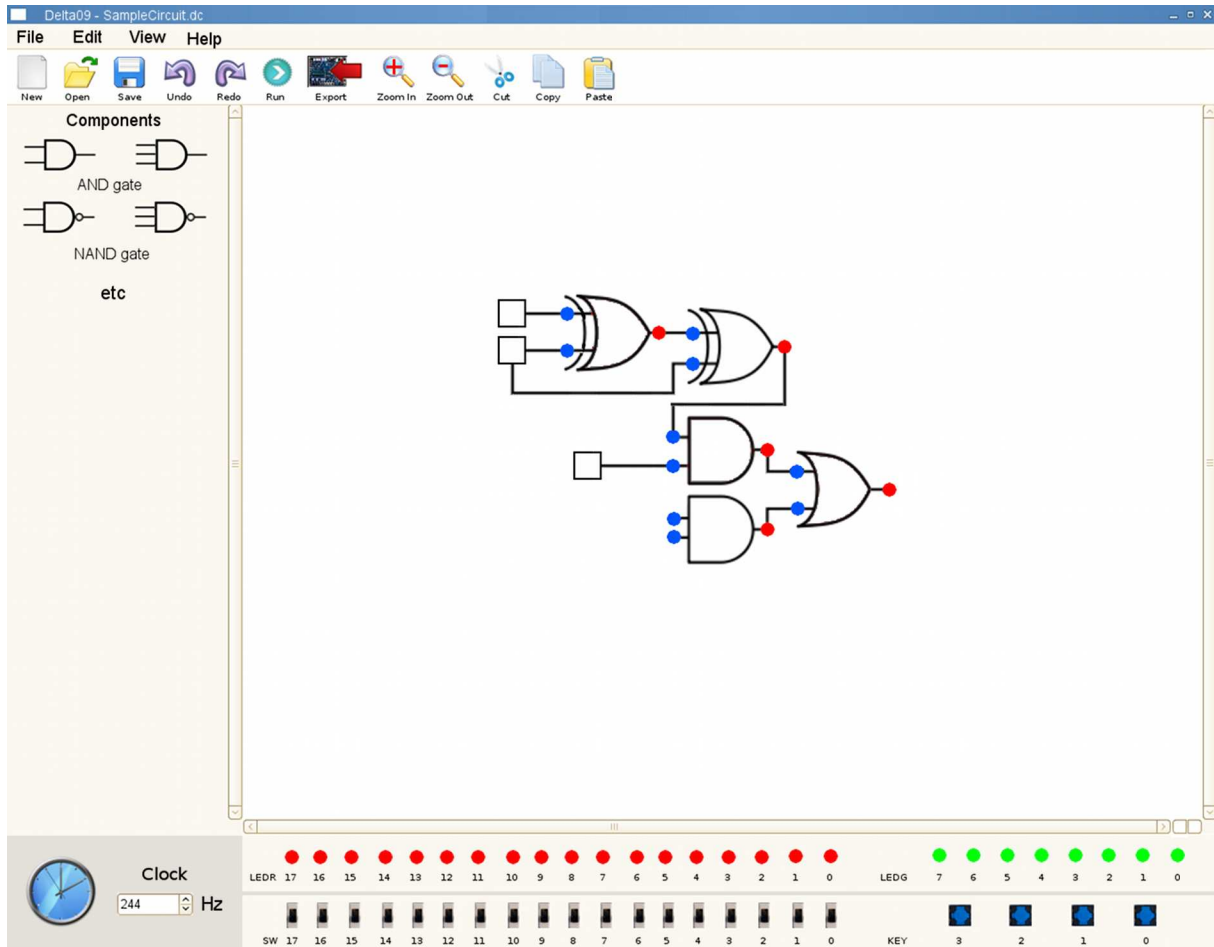 Delta09 - SampleCircuit.dc
File Edit View Help
New Open Save Undo Redo Run Export Zoom In Zoom Out Cut Copy Paste
Components
AND gate
NAND gate
etc
Clock
244 Hz
LEDR 17 16 15 14 13 12 11 10 9 8 7 6 5 4 3 2 1 0 LEDG 7 6 5 4 3 2 1 0
SW 17 16 15 14 13 12 11 10 9 8 7 6 5 4 3 2 1 0 KEY 3 2 1 0